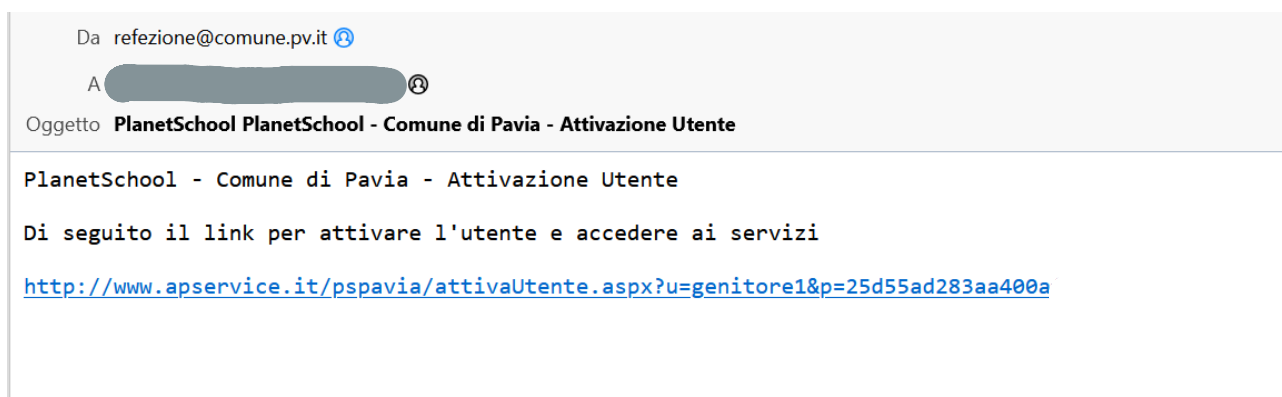 Da refezione@comune.pv.it
A
Oggetto PlanetSchool PlanetSchool - Comune di Pavia - Attivazione Utente
PlanetSchool - Comune di Pavia - Attivazione Utente
Di seguito il link per attivare l'utente e accedere ai servizi
http://www.apservice.it/pspavia/attivaUtente.aspx?u=genitore1&p=25d55ad283aa400a